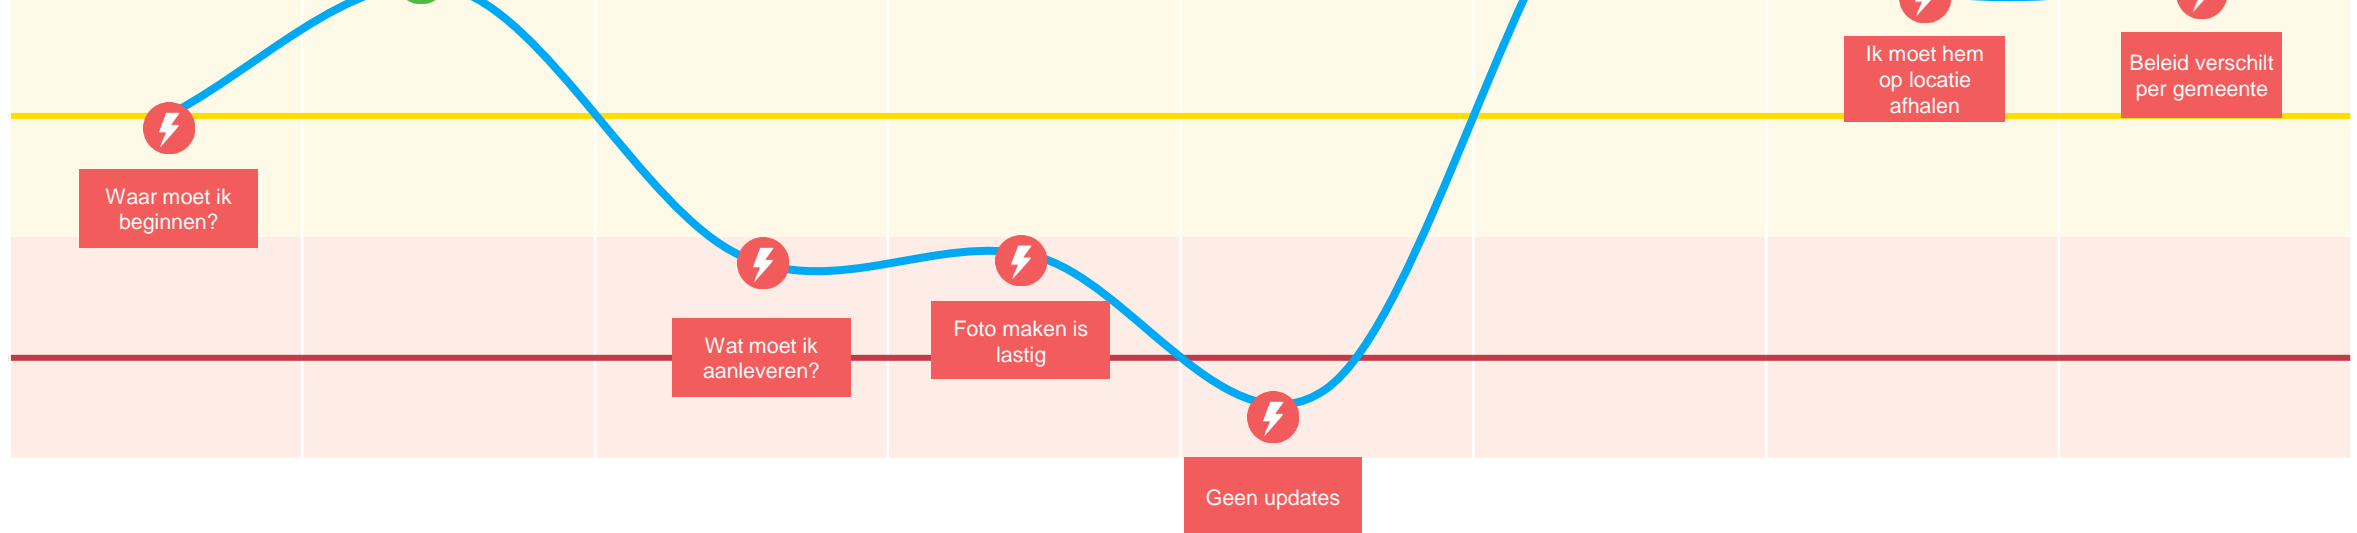 Ik moet hem
op locatie
afhalen
Beleid verschilt
per gemeente
Waar moet ik
beginnen?
Wat moet ik
aanleveren?
Foto maken is
lastig
Geen updates